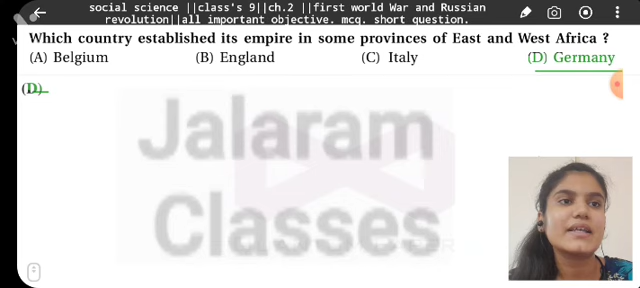 social science ||class's 9||ch.2 ||first world War and Russian
revolution||all important objective. mcq. short question.
Which country established its empire in some provinces of East and West Africa ?
(A) Belgium (B) England (C) Italy (D) Germany
(D)
Jalaram
Classes